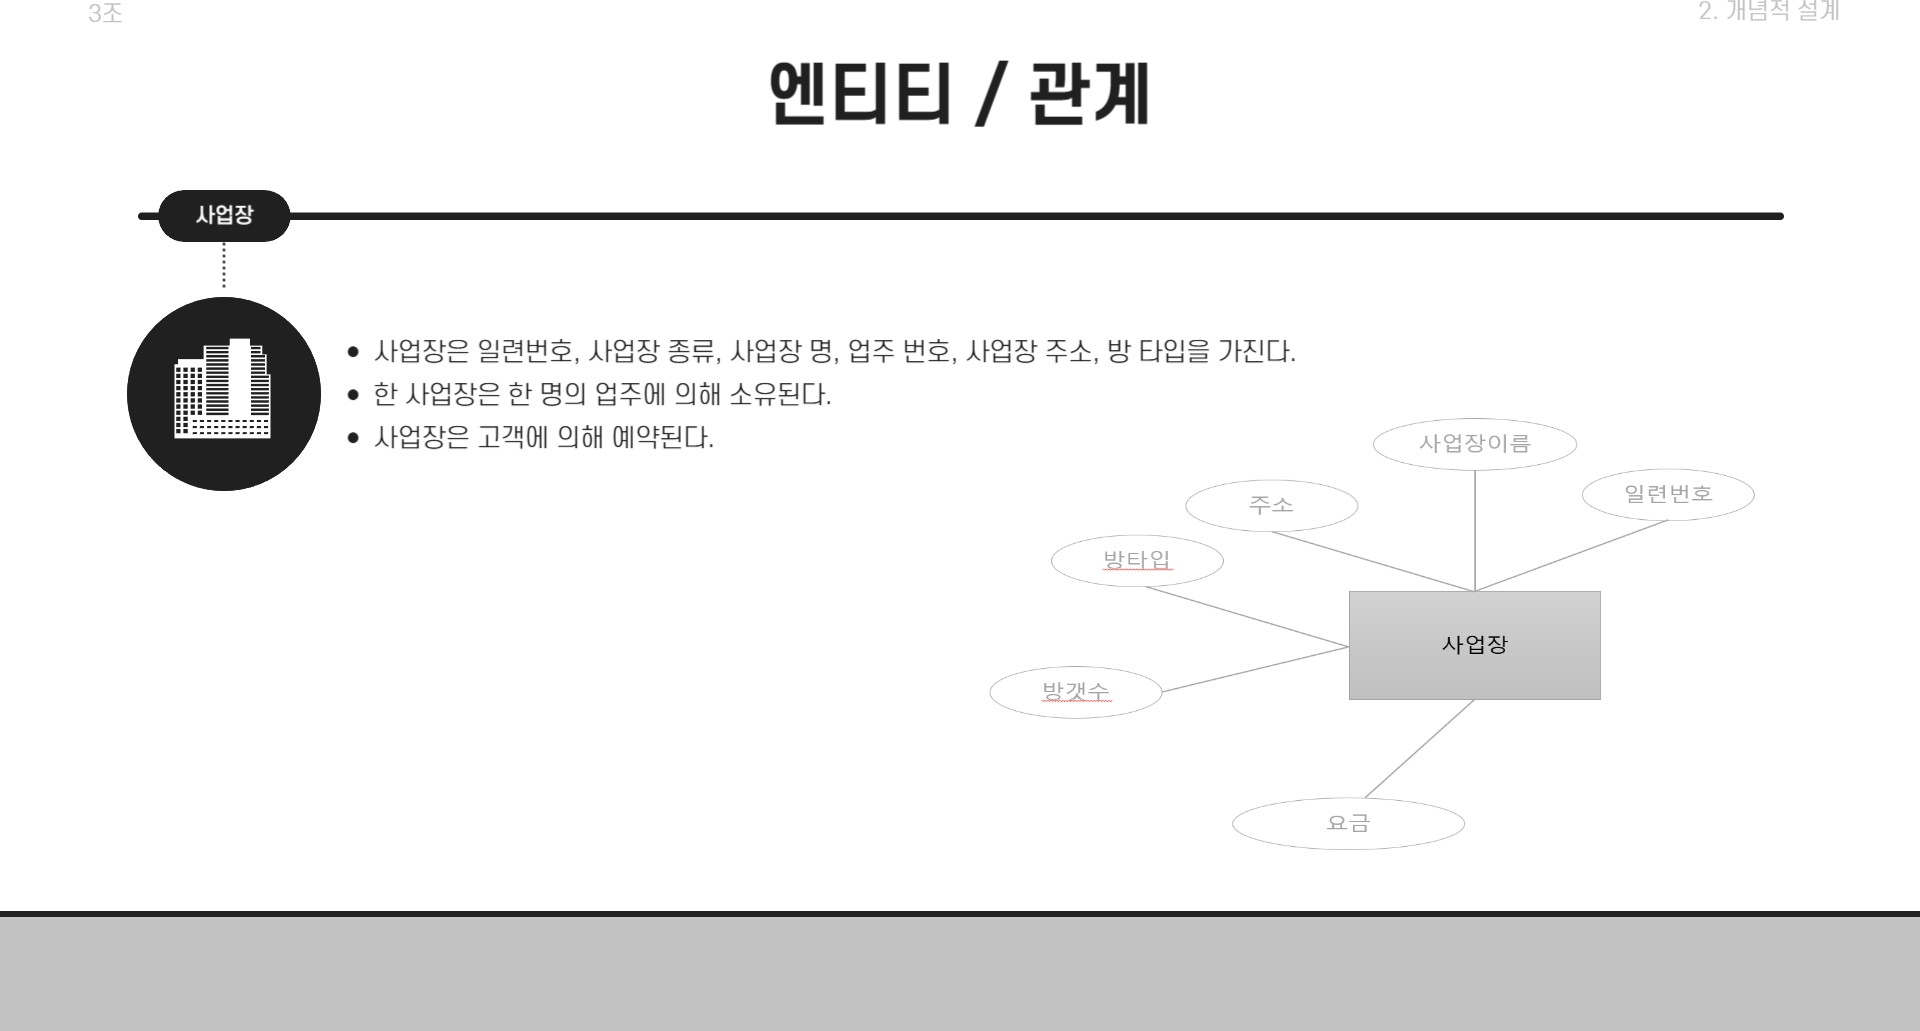 3조
2. 개념적 설계
엔티티 / 관계
사업장
• 사업장은 일련번호, 사업장 종류, 사업장 명, 업주 번호, 사업장 주소, 방 타입을 가진다.
• 한 사업장은 한 명의 업주에 의해 소유된다.
• 사업장은 고객에 의해 예약된다.
사업장이름
일련번호
주소
방타입
사업장
방갯수
요금